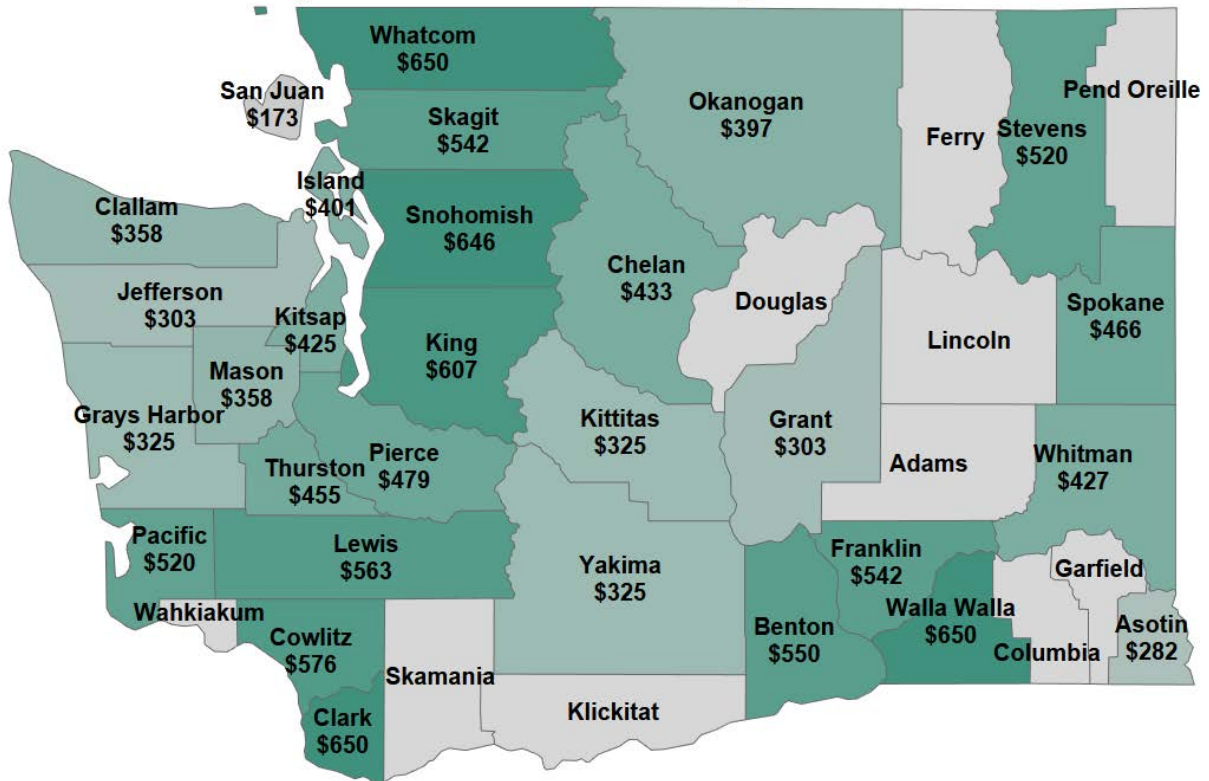 Whatcom
$650
San Juan
$173
Skagit
$542
Okanogan
$397
Ferry
Stevens
$520
Pend Oreille
Island
$401
Clallam
$358
Snohomish
$646
Chelan
$433
Douglas
Jefferson
$303
Kitsap
$425
King
$607
Lincoln
Spokane
$466
Mason
$358
Grays Harbor
$325
Kittitas
$325
Grant
$303
Adams
Whitman
$427
Thurston
$455
Pierce
$479
Pacific
$520
Lewis
$563
Yakima
$325
Franklin
$542
Garfield
Wahkiakum
Cowlitz
$576
Skamania
Benton
$550
Walla Walla
$650
Columbia
Asotin
$282
Clark
$650
Klickitat